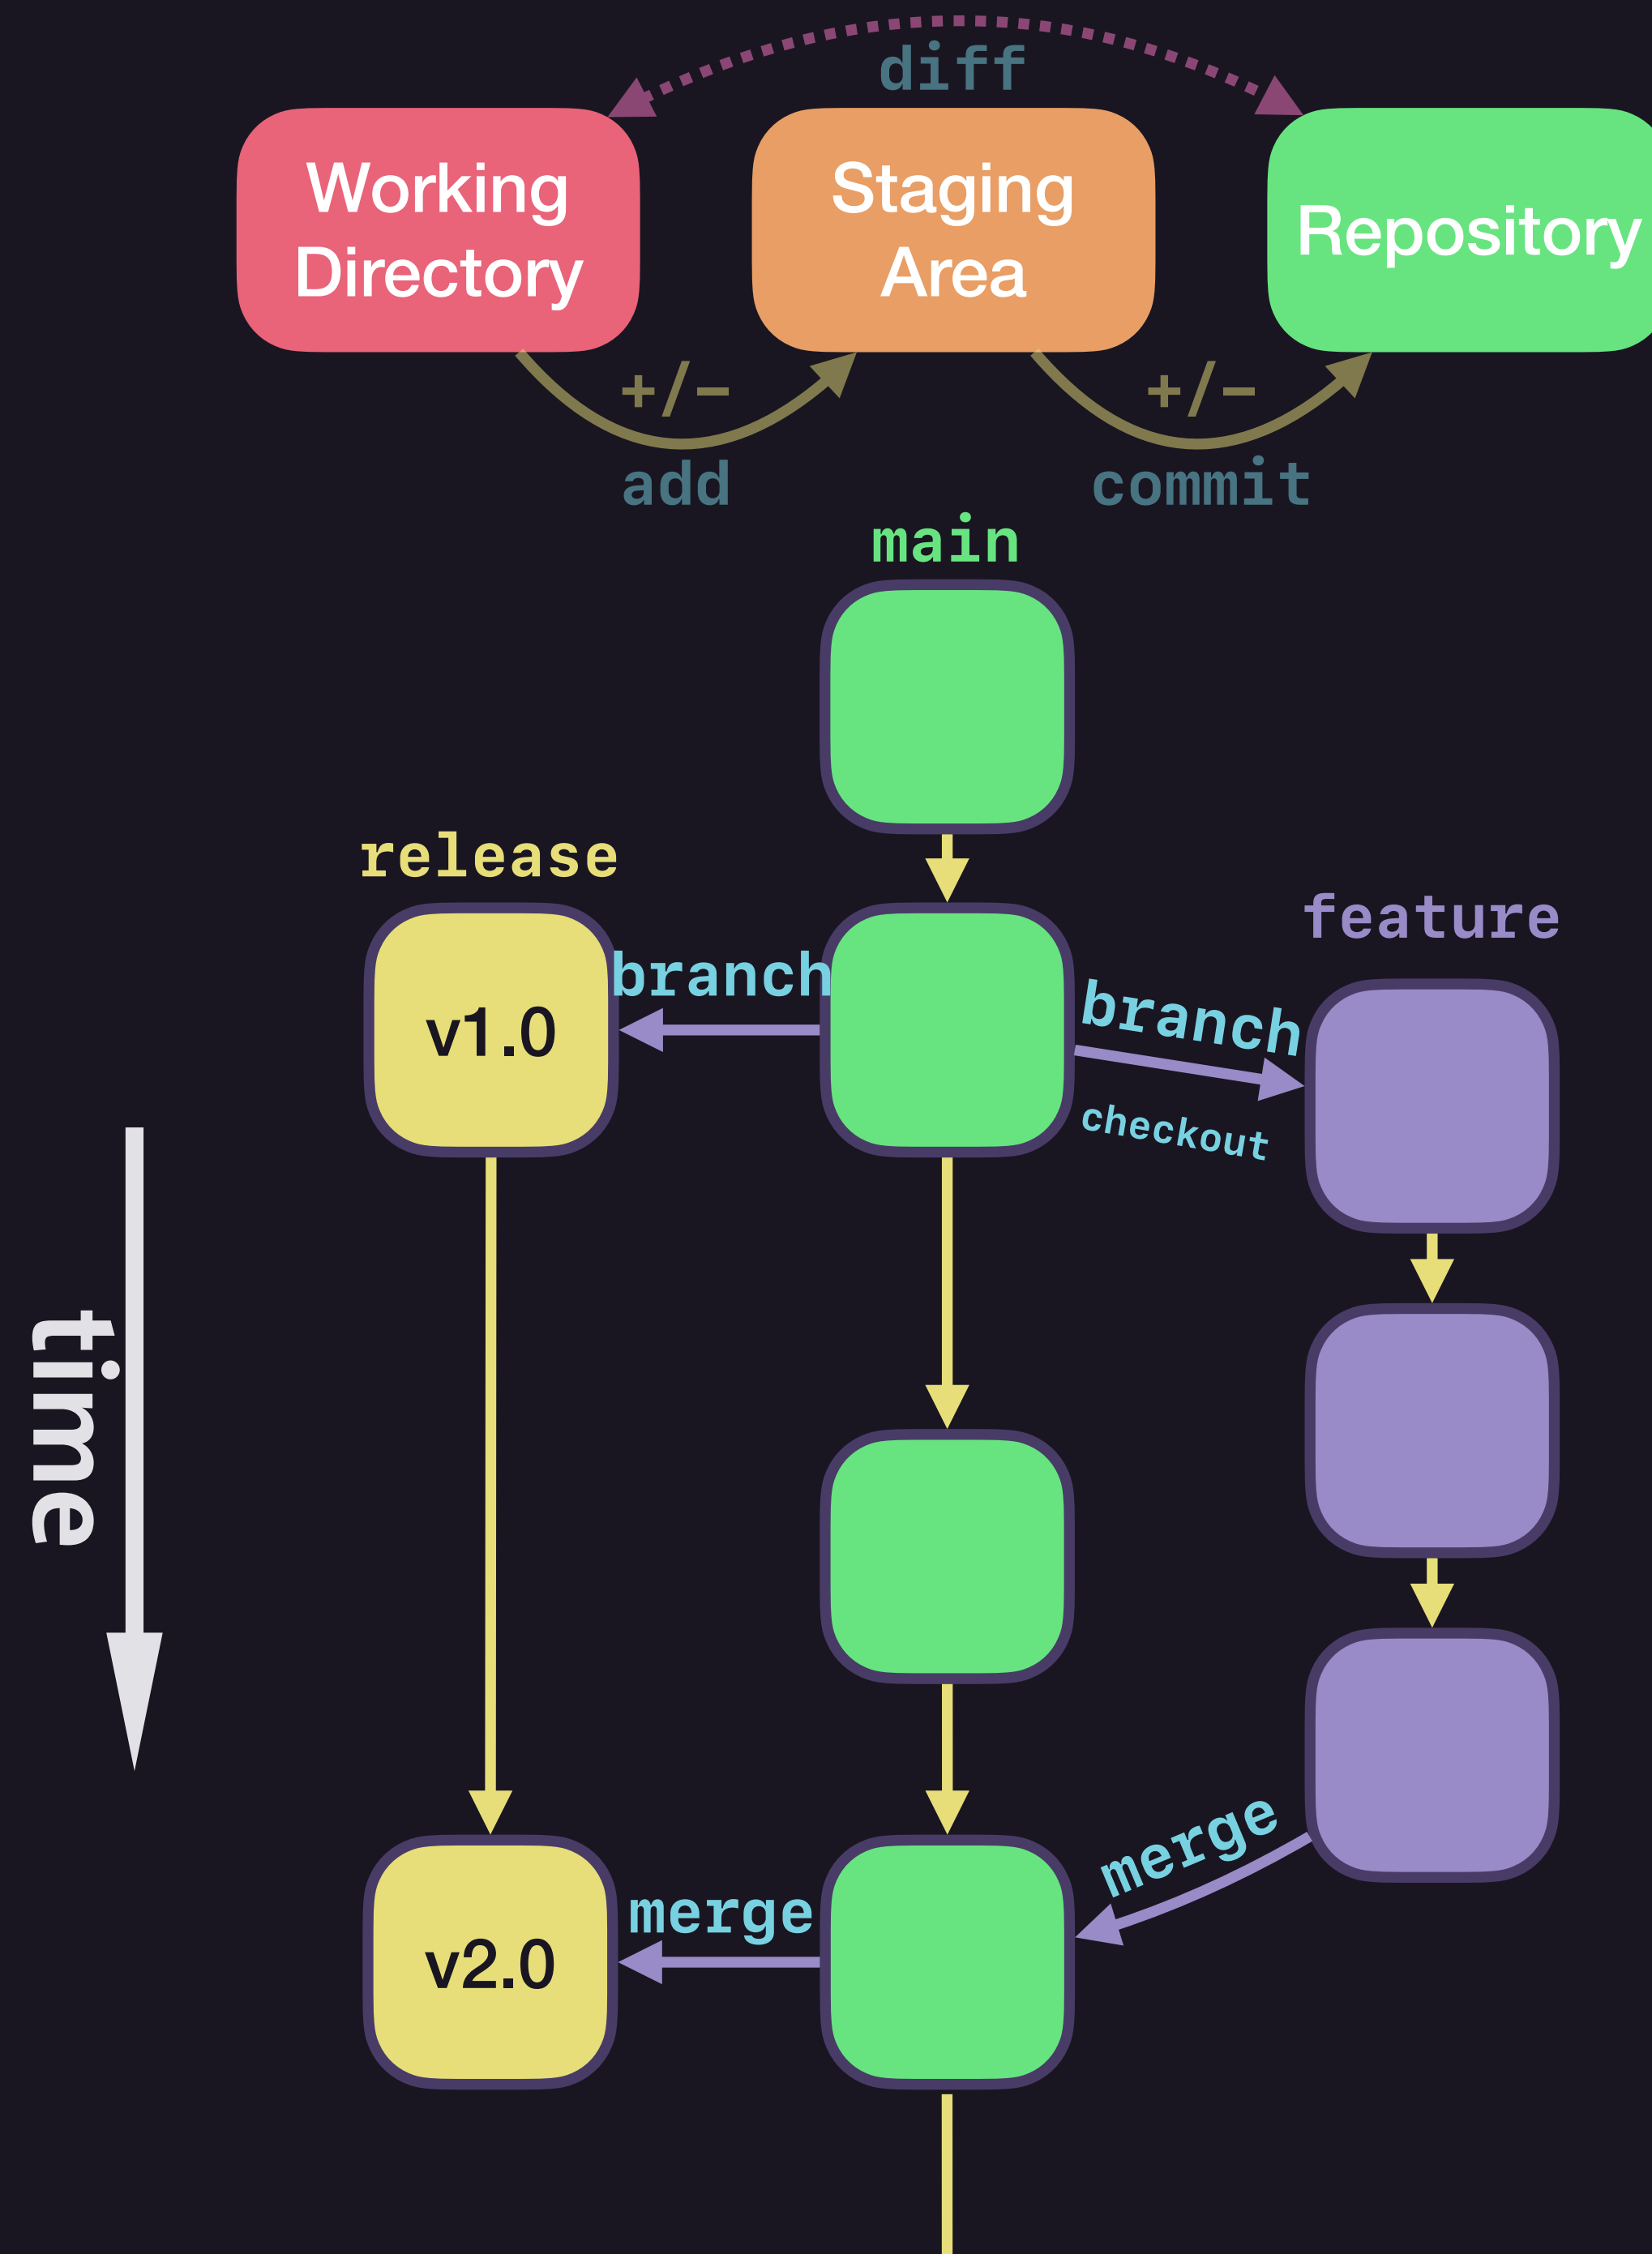 diff
Working
Directory
Staging
Area
Repository
+/-
+/-
add
commit
main
release
feature
branch
branch
v1.0
checkout
time
merge
merge
v2.0